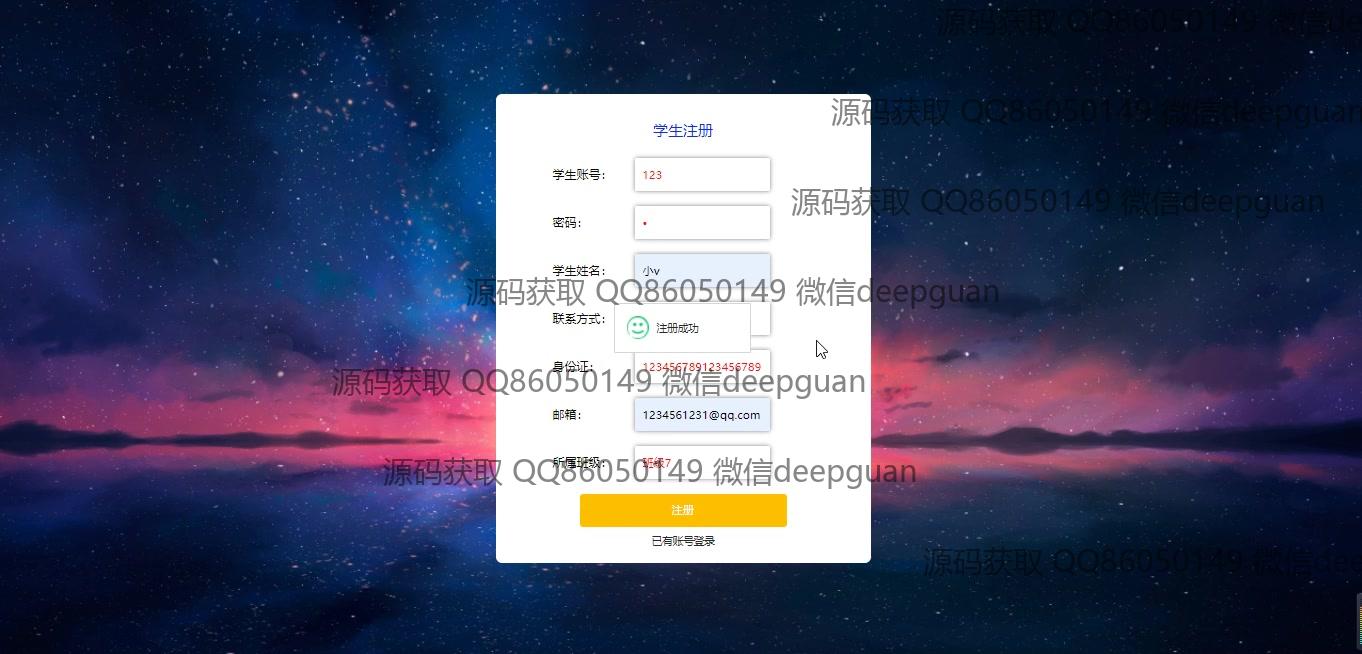 源码获取 QQ86050149 微信de
源码获取 QQ86050149 微信deepguan
学生注册
学生账号： 123
源码获取 QQ86050149 微信deepguan
密码： •
学生姓名： 小v
源码获取 QQ86050149 微信deepguan
联系方式：
注册成功
身份证： 123456789123456789
源码获取 QQ86050149 微信deepguan
邮箱： 1234561231@qq.com
所属班级： 班级7
源码获取 QQ86050149 微信deepguan
注册
已有账号登录
源码获取 QQ86050149 微信dee